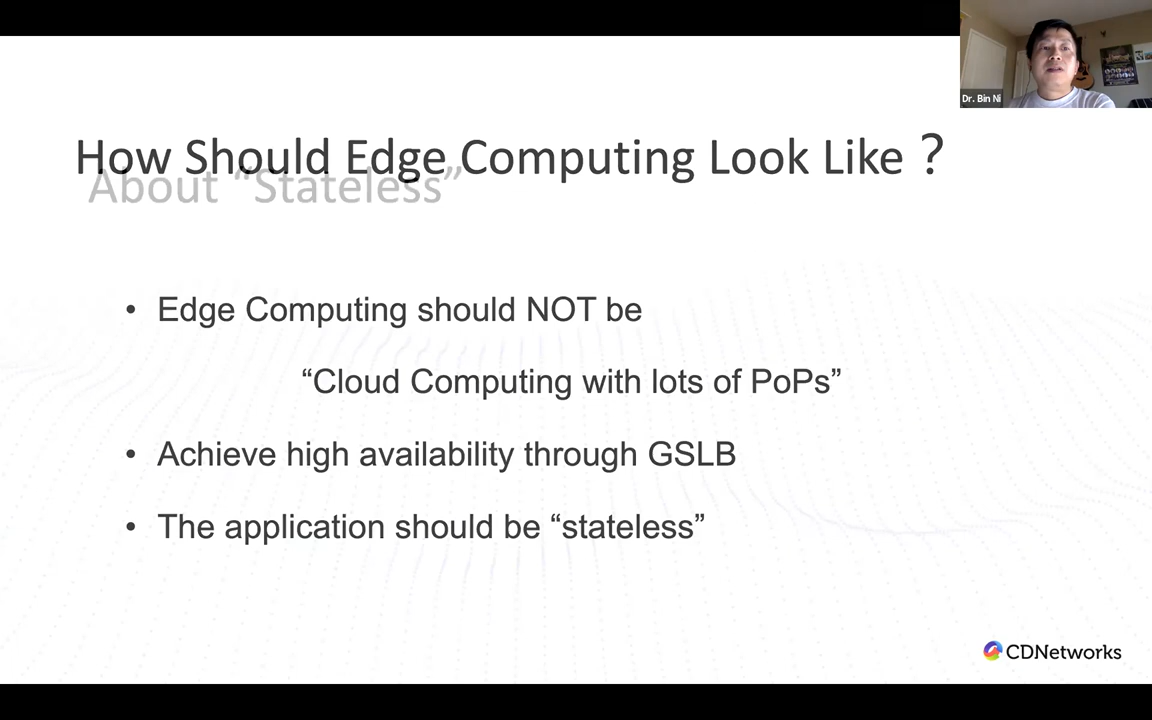 Dr. Bin Ni
How Should Edge Computing Look Like ?
About “Stateless”
• Edge Computing should NOT be
“Cloud Computing with lots of PoPs”
• Achieve high availability through GSLB
• The application should be “stateless”
CDNetworks